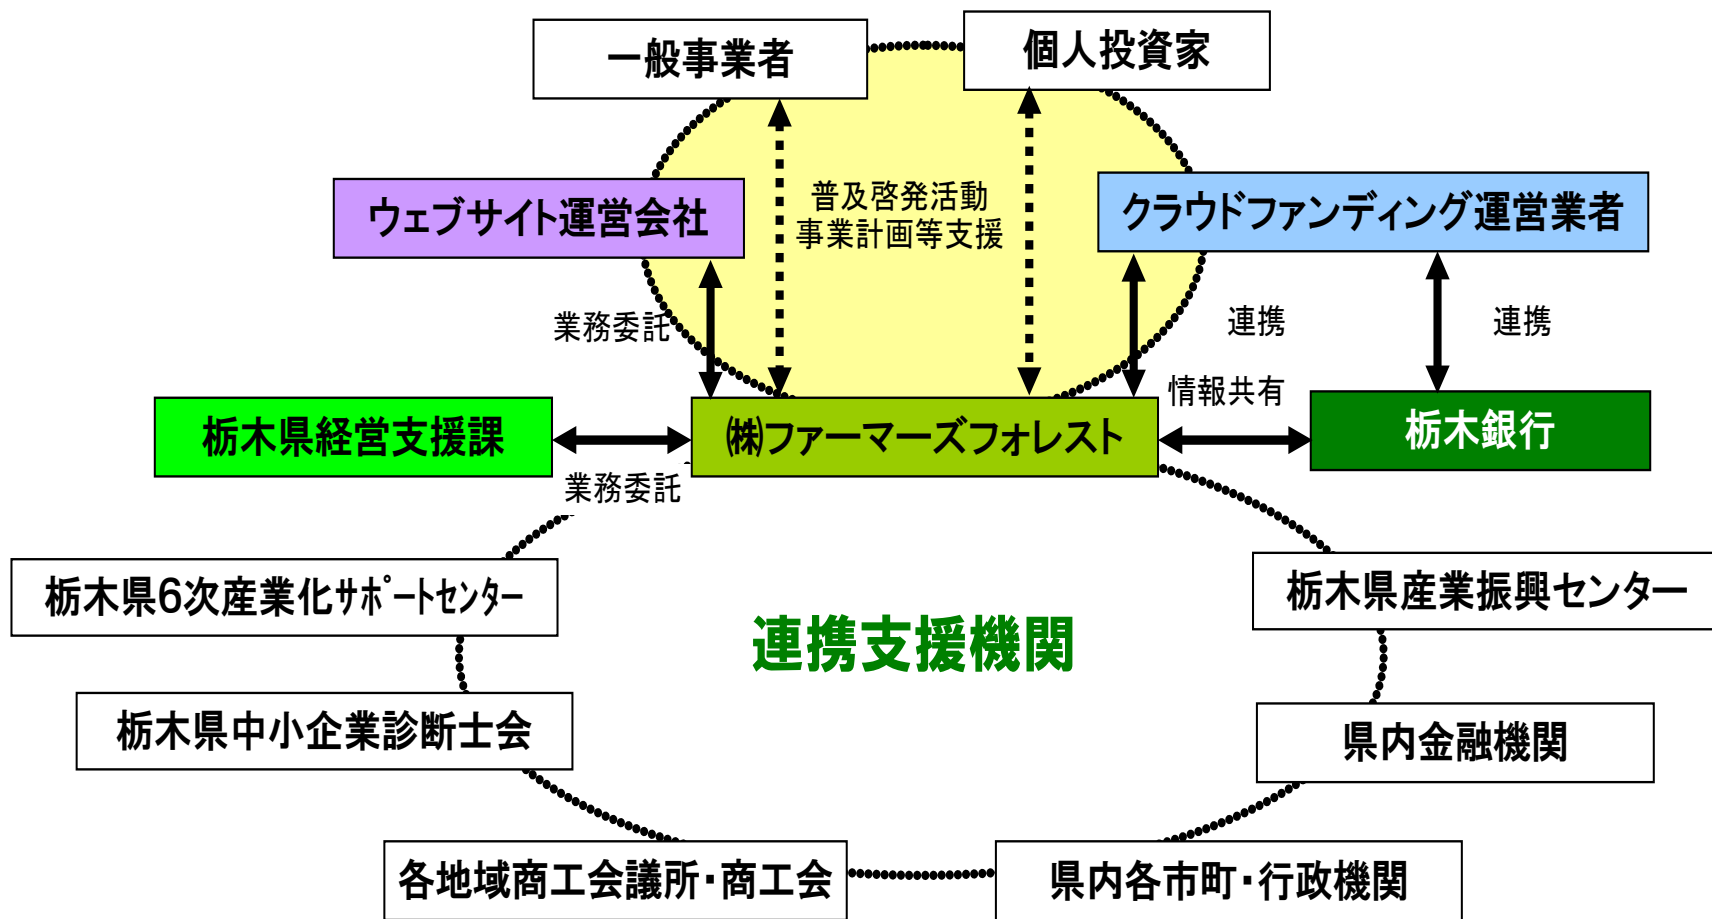 一般事業者
個人投資家
ウェブサイト運営会社
普及啓発活動
事業計画等支援
クラウドファンディング運営業者
業務委託
連携
連携
情報共有
栃木県経営支援課
㈱ファーマーズフォレスト
栃木銀行
業務委託
栃木県6次産業化ｻﾎﾟｰﾄｾﾝﾀｰ
栃木県産業振興センター
連携支援機関
栃木県中小企業診断士会
県内金融機関
各地域商工会議所・商工会
県内各市町・行政機関